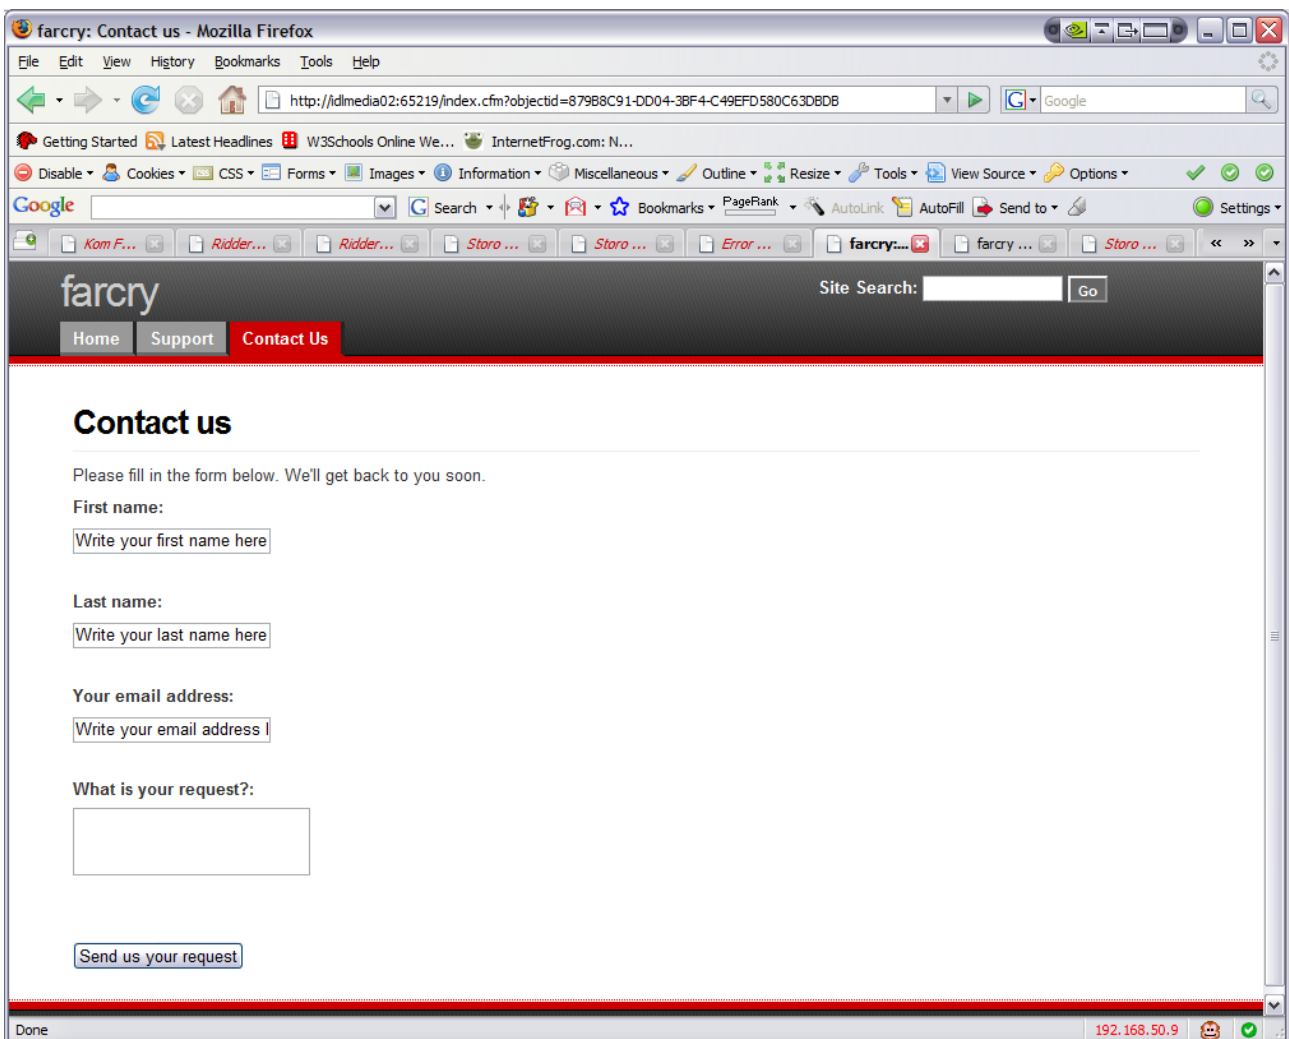 farcry: Contact us - Mozilla Firefox
File Edit View History Bookmarks Tools Help
http://idlmedia02:65219/index.cfm?objectid=879B8C91-DD04-3BF4-C49EFD580C63DBDB G Google
Getting Started Latest Headlines W3Schools Online We... InternetFrog.com: N...
Disable Cookies CSS Forms Images Information Miscellaneous Outline Resize Tools View Source Options
Google G Search Bookmarks PageRank AutoLink AutoFill Send to Settings
Kom F... Ridder... Ridder... Storo ... Storo ... Error ... farcry:... farcry ... Storo ...
farcry
Site Search: Go
Home Support Contact Us
Contact us
Please fill in the form below. We'll get back to you soon.
First name:
Write your first name here
Last name:
Write your last name here
Your email address:
Write your email address
What is your request?:
Send us your request
Done 192.168.50.9